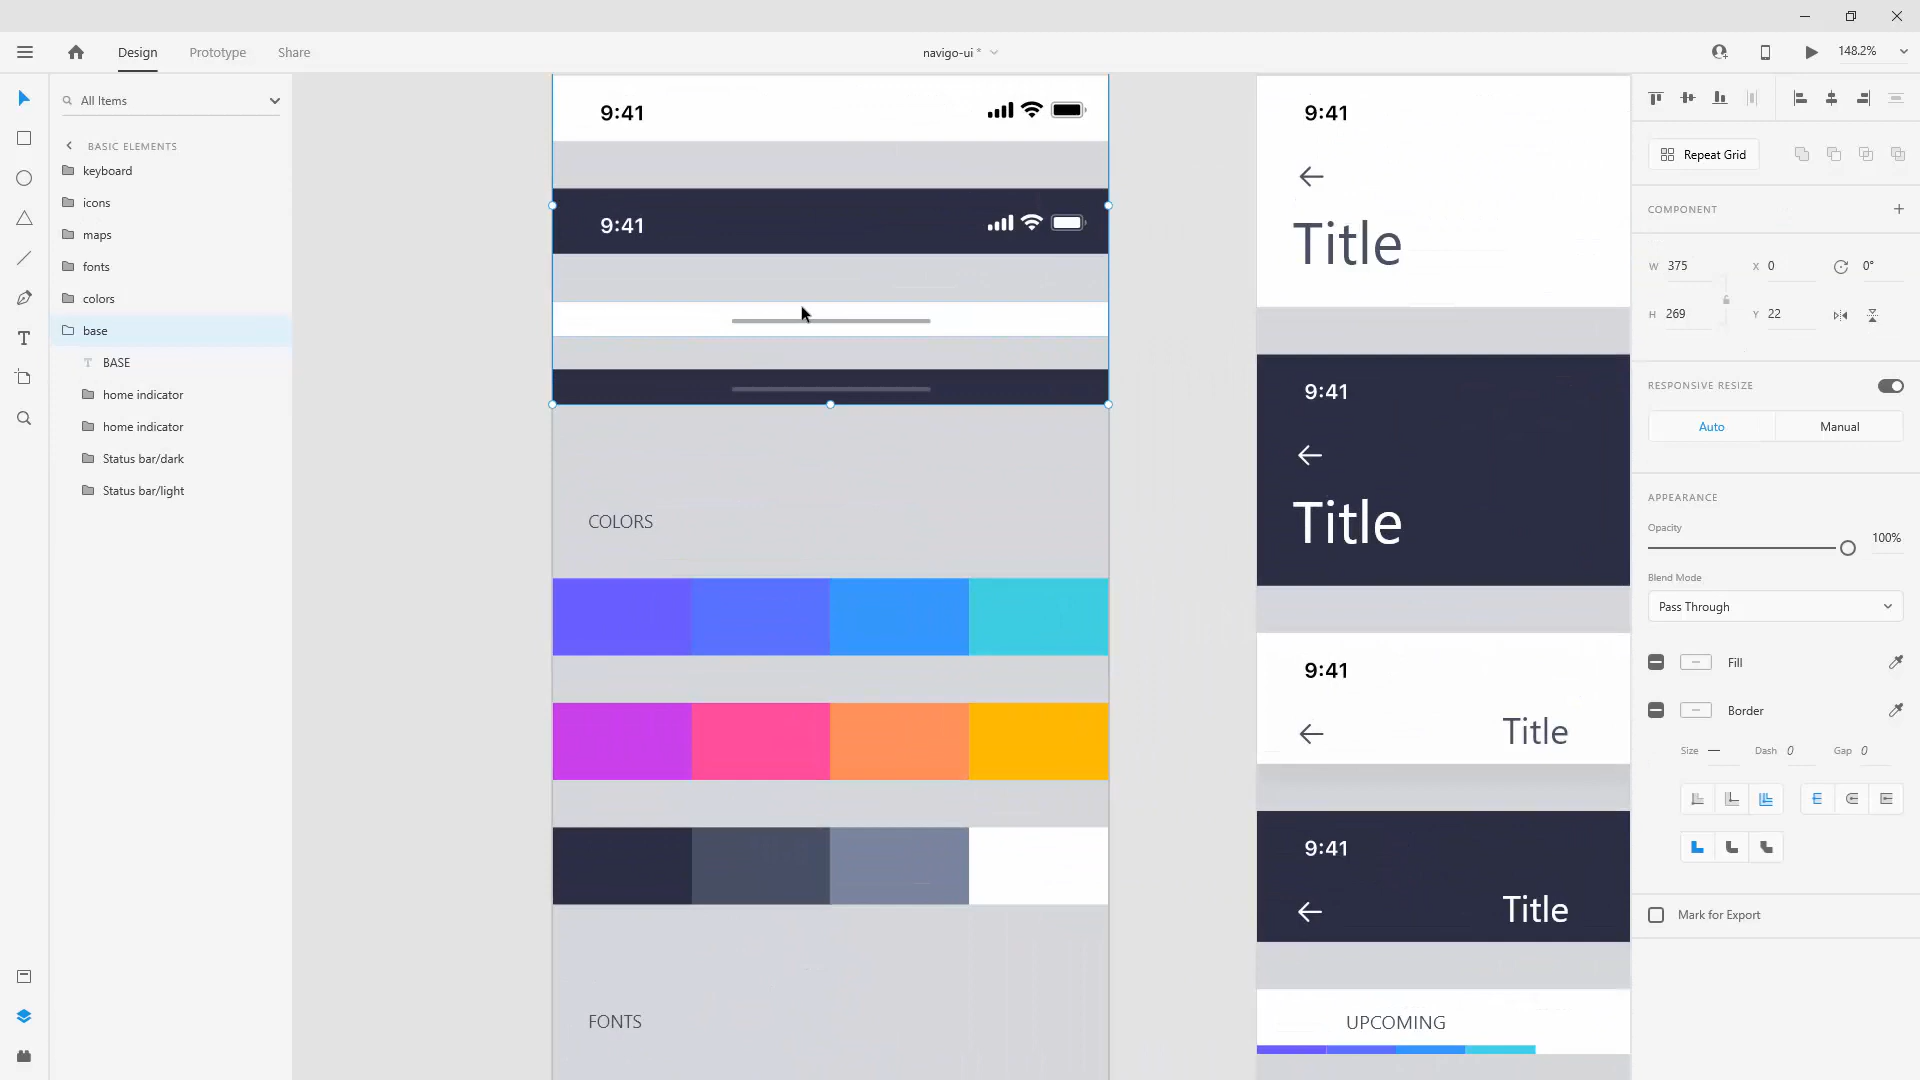 Design
Prototype
Share
navigo-ui *
148.2%
All Items
BASIC ELEMENTS
keyboard
icons
maps
fonts
colors
base
BASE
home indicator
home indicator
Status bar/dark
Status bar/light
9:41
9:41
COLORS
FONTS
9:41
Title
9:41
Title
9:41
Title
9:41
Title
UPCOMING
Repeat Grid
COMPONENT
W 375
X 0
0°
H 269
Y 22
RESPONSIVE RESIZE
Auto
Manual
APPEARANCE
Opacity
100%
Blend Mode
Pass Through
Fill
Border
Size —
Dash 0
Gap 0
Mark for Export